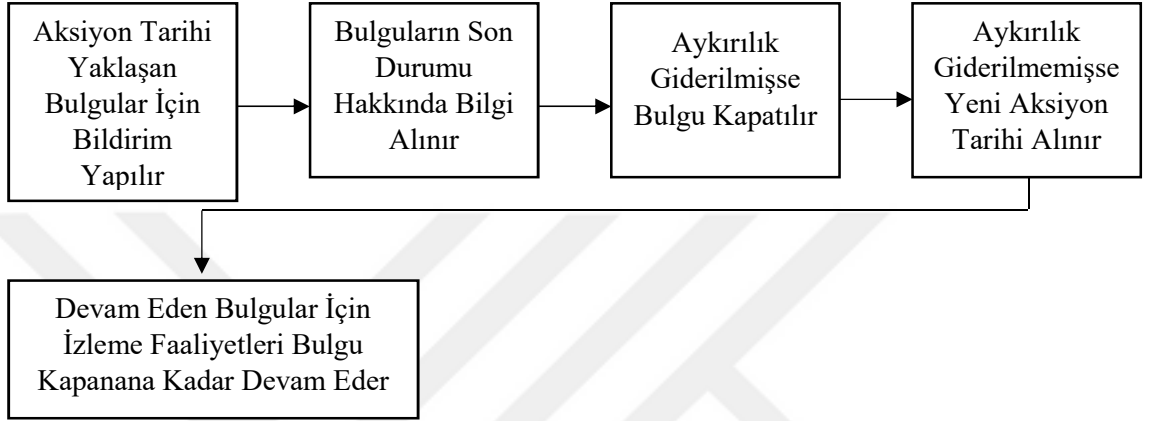 Aksiyon Tarihi
Yaklaşan
Bulgular İçin
Bildirim
Yapılır
Bulguların Son
Durumu
Hakkında Bilgi
Alınır
Aykırılık
Giderilmişse
Bulgu Kapatılır
Aykırılık
Giderilmemişse
Yeni Aksiyon
Tarihi Alınır
Devam Eden Bulgular İçin
İzleme Faaliyetleri Bulgu
Kapanana Kadar Devam Eder